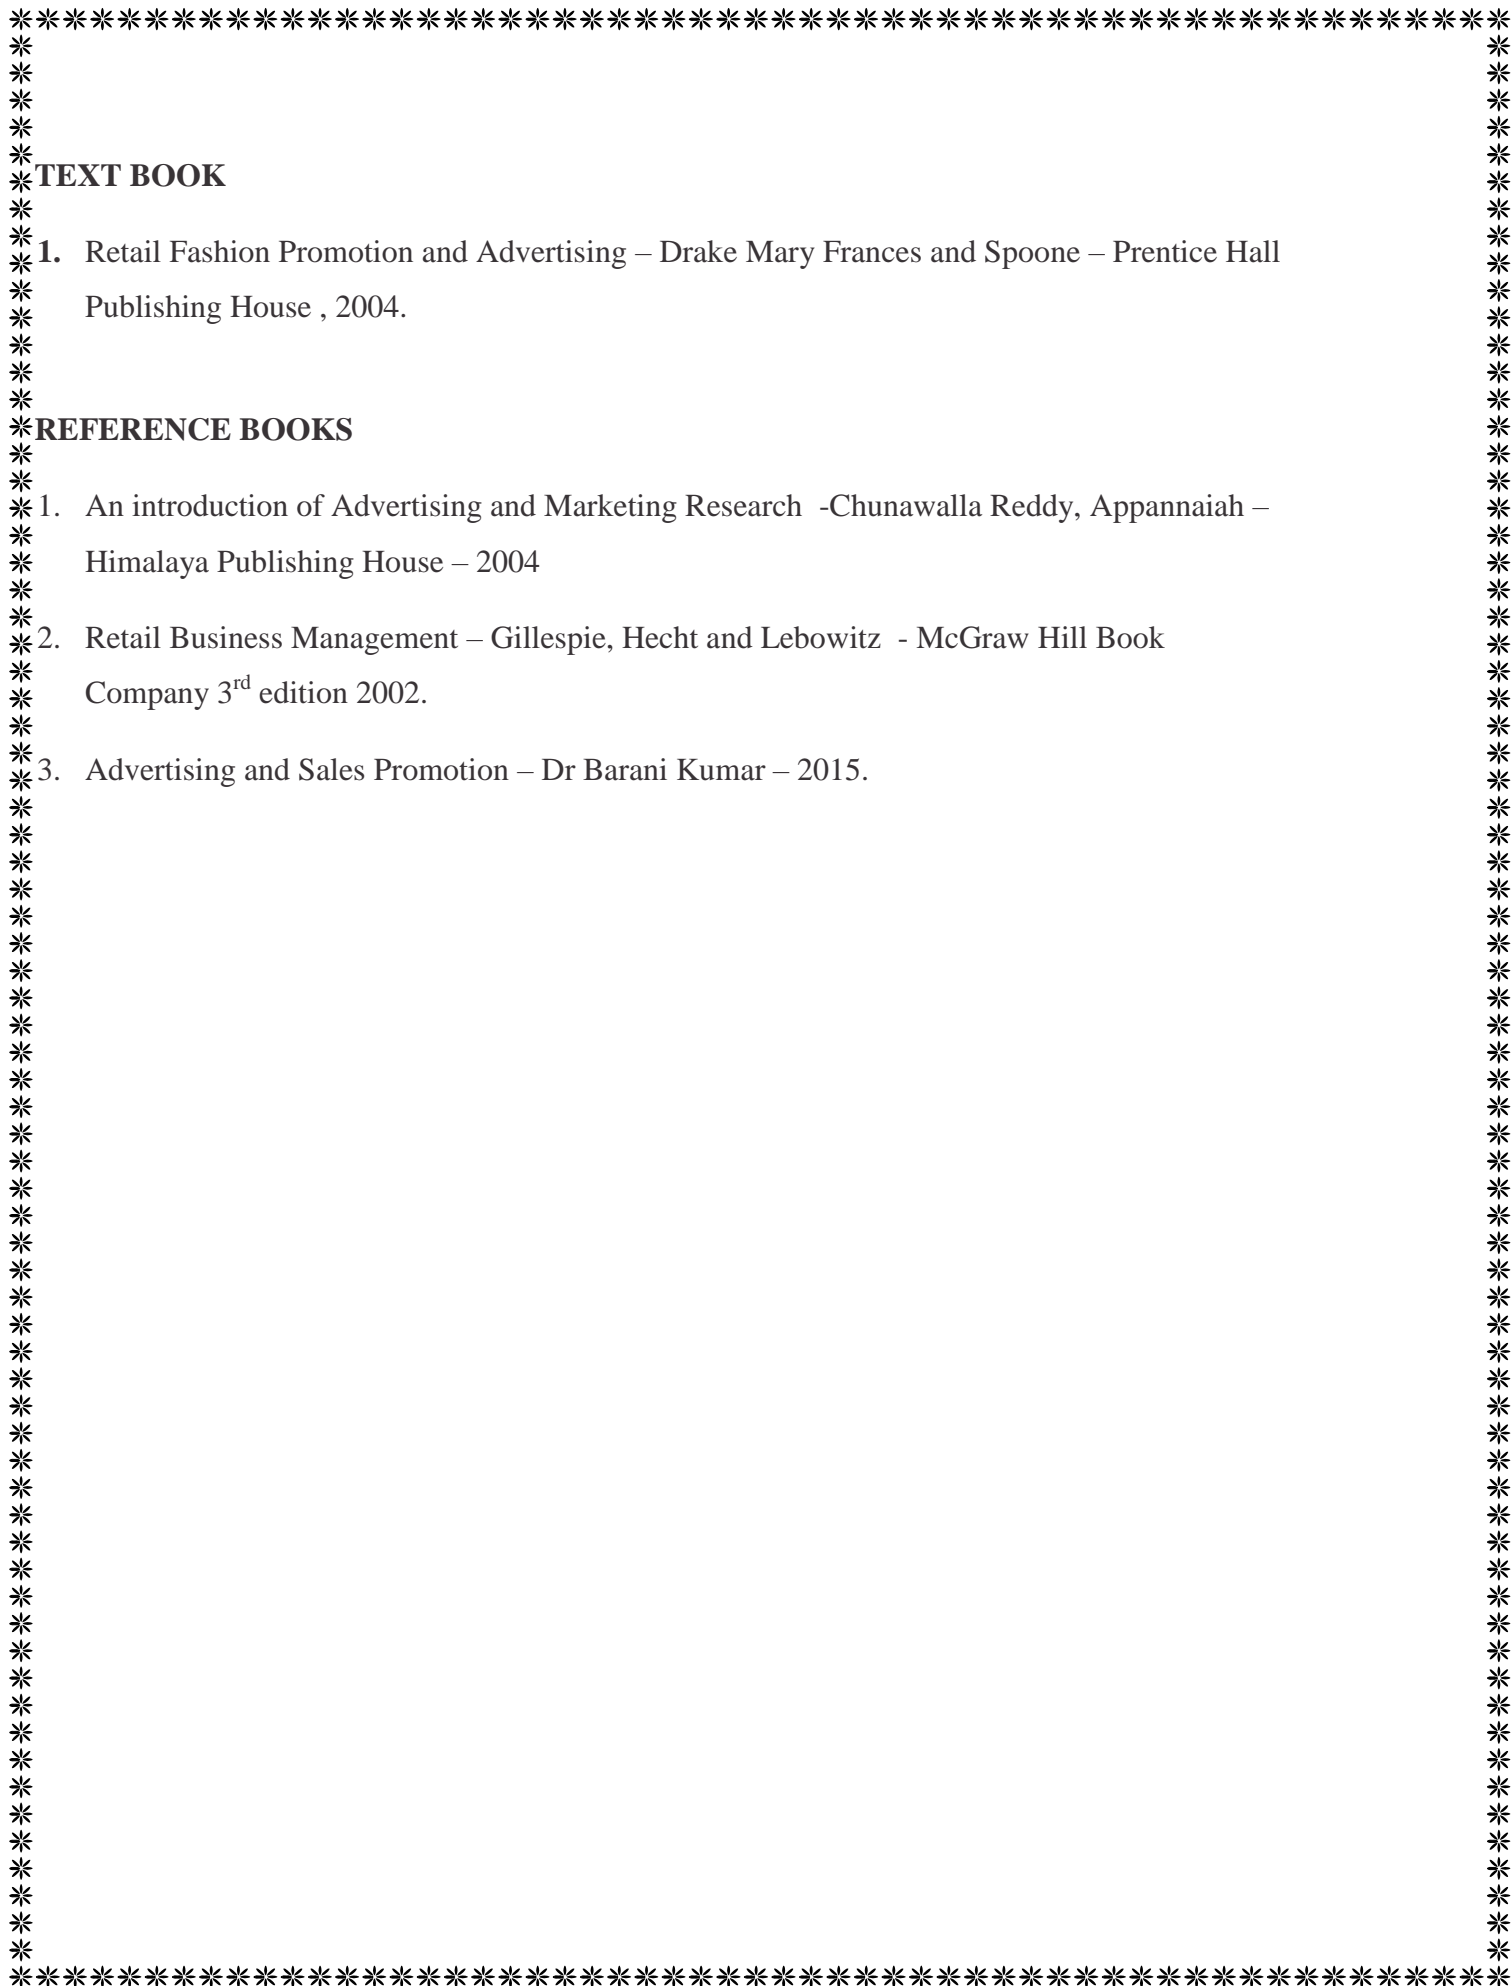 TEXT BOOK
1. Retail Fashion Promotion and Advertising – Drake Mary Frances and Spoone – Prentice Hall
Publishing House , 2004.
REFERENCE BOOKS
1. An introduction of Advertising and Marketing Research -Chunawalla Reddy, Appannaiah –
Himalaya Publishing House – 2004
2. Retail Business Management – Gillespie, Hecht and Lebowitz - McGraw Hill Book
Company 3rd edition 2002.
3. Advertising and Sales Promotion – Dr Barani Kumar – 2015.